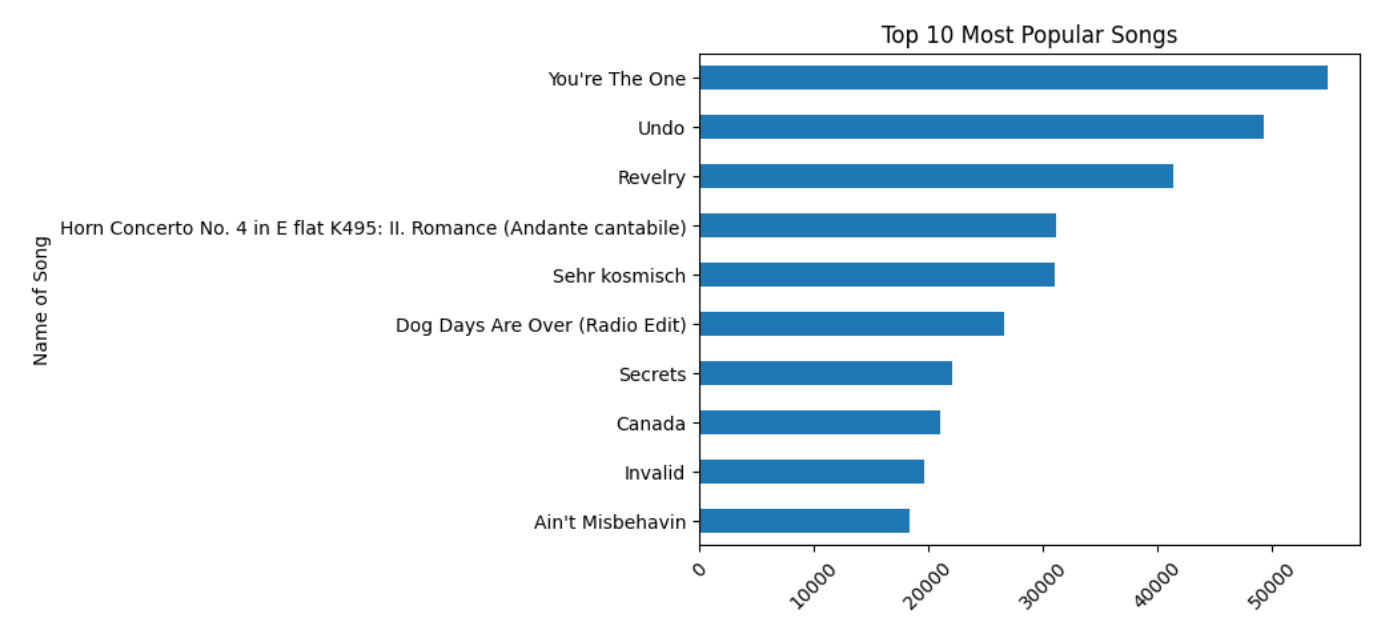 Top 10 Most Popular Songs
Name of Song
You're The One
Undo
Revelry
Horn Concerto No. 4 in E flat K495: II. Romance (Andante cantabile)
Sehr kosmisch
Dog Days Are Over (Radio Edit)
Secrets
Canada
Invalid
Ain't Misbehavin
0
10000
20000
30000
40000
50000